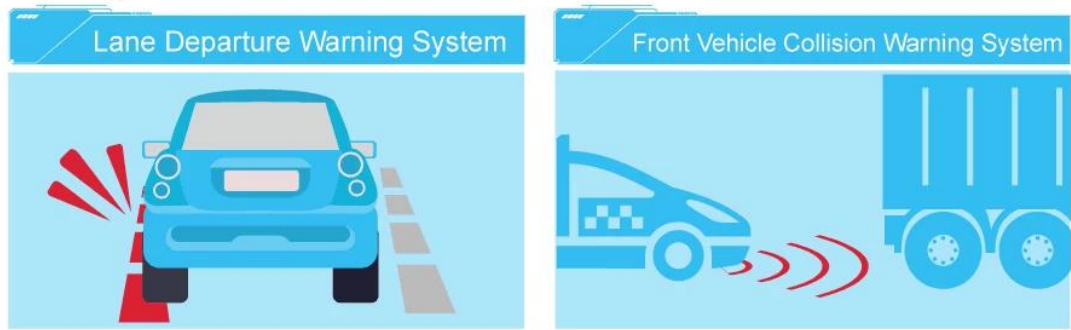 Lane Departure Warning System
Front Vehicle Collision Warning System